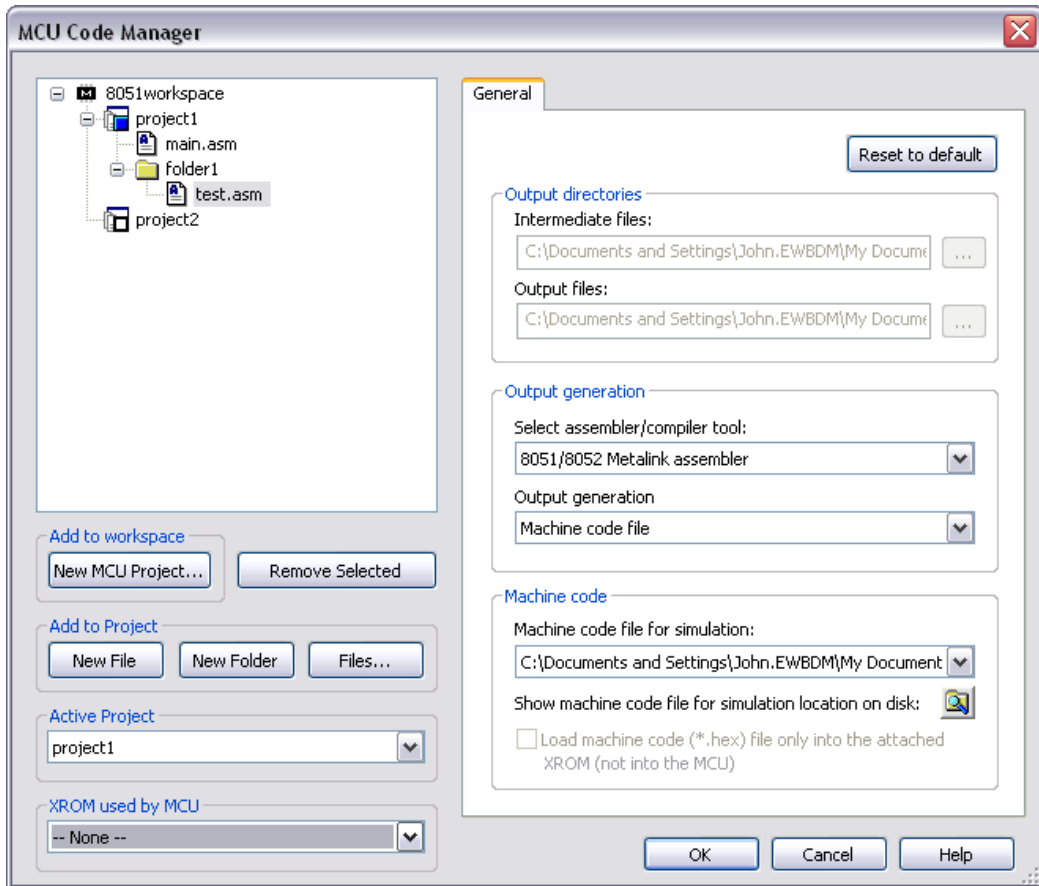 MCU Code Manager
8051workspace
project1
main.asm
folder1
test.asm
project2
Add to workspace
New MCU Project...
Remove Selected
Add to Project
New File
New Folder
Files...
Active Project
project1
XROM used by MCU
-- None --
General
Reset to default
Output directories
Intermediate files:
C:\Documents and Settings\John.EWBDM\My Docume
...
Output files:
C:\Documents and Settings\John.EWBDM\My Docume
...
Output generation
Select assembler/compiler tool:
8051/8052 Metalink assembler
Output generation
Machine code file
Machine code
Machine code file for simulation:
C:\Documents and Settings\John.EWBDM\My Document
Show machine code file for simulation location on disk:
Load machine code (*.hex) file only into the attached
XROM (not into the MCU)
OK
Cancel
Help